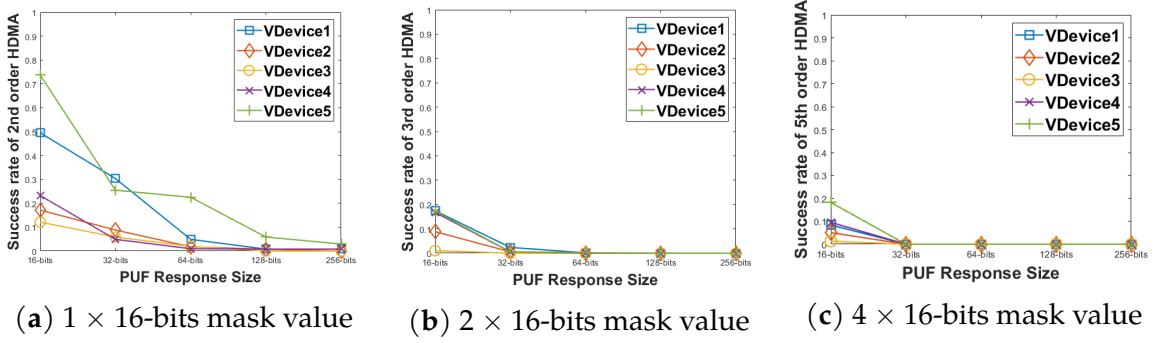 Success rate of 2nd order HDMA
1
0.9
0.8
0.7
0.6
0.5
0.4
0.3
0.2
0.1
0
16-bits 32-bits 64-bits 128-bits 256-bits
PUF Response Size
VDevice1
VDevice2
VDevice3
VDevice4
VDevice5
(a) 1 × 16-bits mask value
Success rate of 3rd order HDMA
1
0.9
0.8
0.7
0.6
0.5
0.4
0.3
0.2
0.1
0
16-bits 32-bits 64-bits 128-bits 256-bits
PUF Response Size
VDevice1
VDevice2
VDevice3
VDevice4
VDevice5
(b) 2 × 16-bits mask value
Success rate of 5th order HDMA
1
0.9
0.8
0.7
0.6
0.5
0.4
0.3
0.2
0.1
0
16-bits 32-bits 64-bits 128-bits 256-bits
PUF Response Size
VDevice1
VDevice2
VDevice3
VDevice4
VDevice5
(c) 4 × 16-bits mask value